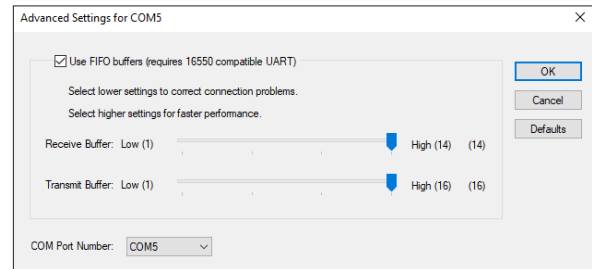 Advanced Settings for COM5
Use FIFO buffers (requires 16550 compatible UART)
OK
Select lower settings to correct connection problems.
Cancel
Select higher settings for faster performance.
Defaults
Receive Buffer: Low (1) High (14) (14)
Transmit Buffer: Low (1) High (16) (16)
COM Port Number: COM5